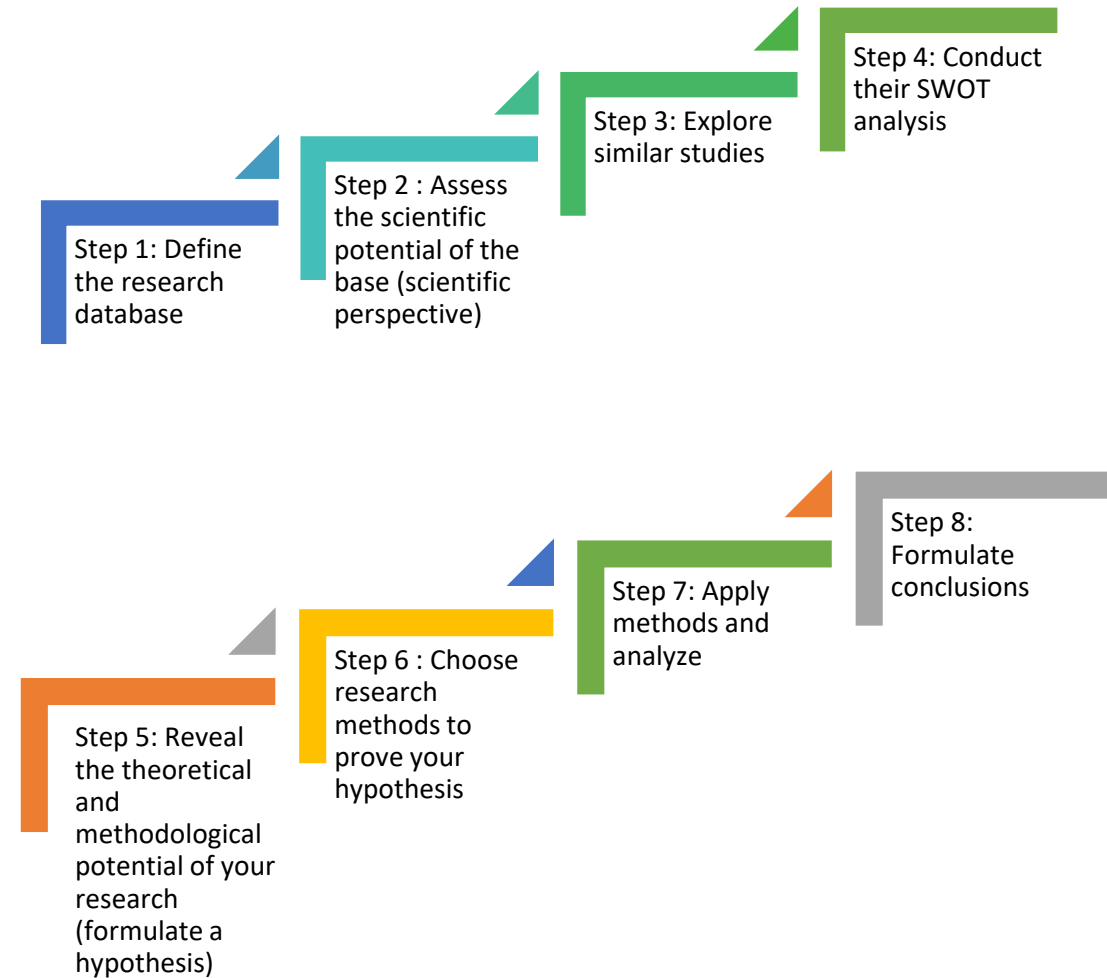 Step 1: Define
the research
database
Step 2 : Assess
the scientific
potential of the
base (scientific
perspective)
Step 3: Explore
similar studies
Step 4: Conduct
their SWOT
analysis
Step 5: Reveal
the theoretical
and
methodological
potential of your
research
(formulate a
hypothesis)
Step 6 : Choose
research
methods to
prove your
hypothesis
Step 7: Apply
methods and
analyze
Step 8:
Formulate
conclusions